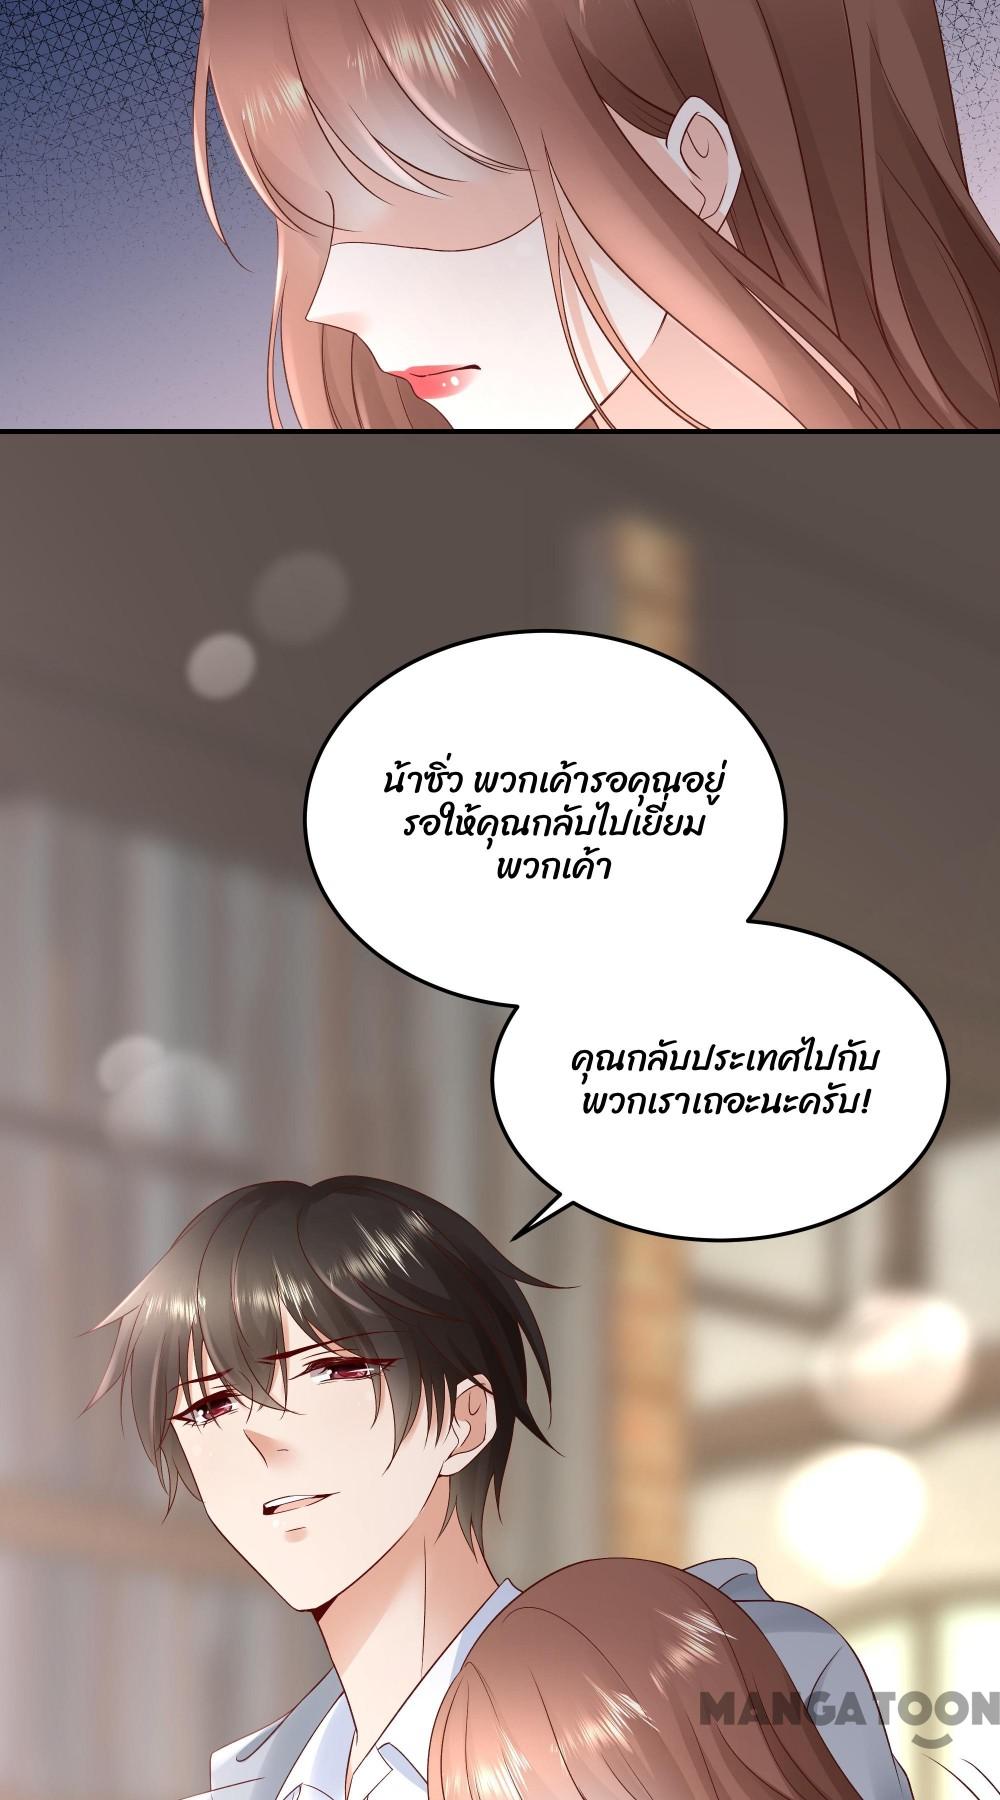 น้าซิ่ว พวกเค้ารอคุณอยู่
รอให้คุณกลับไปเยี่ยม
พวกเค้า
คุณกลับประเทศไปกับ
พวกเราเถอะนะครับ!
MANGATOON